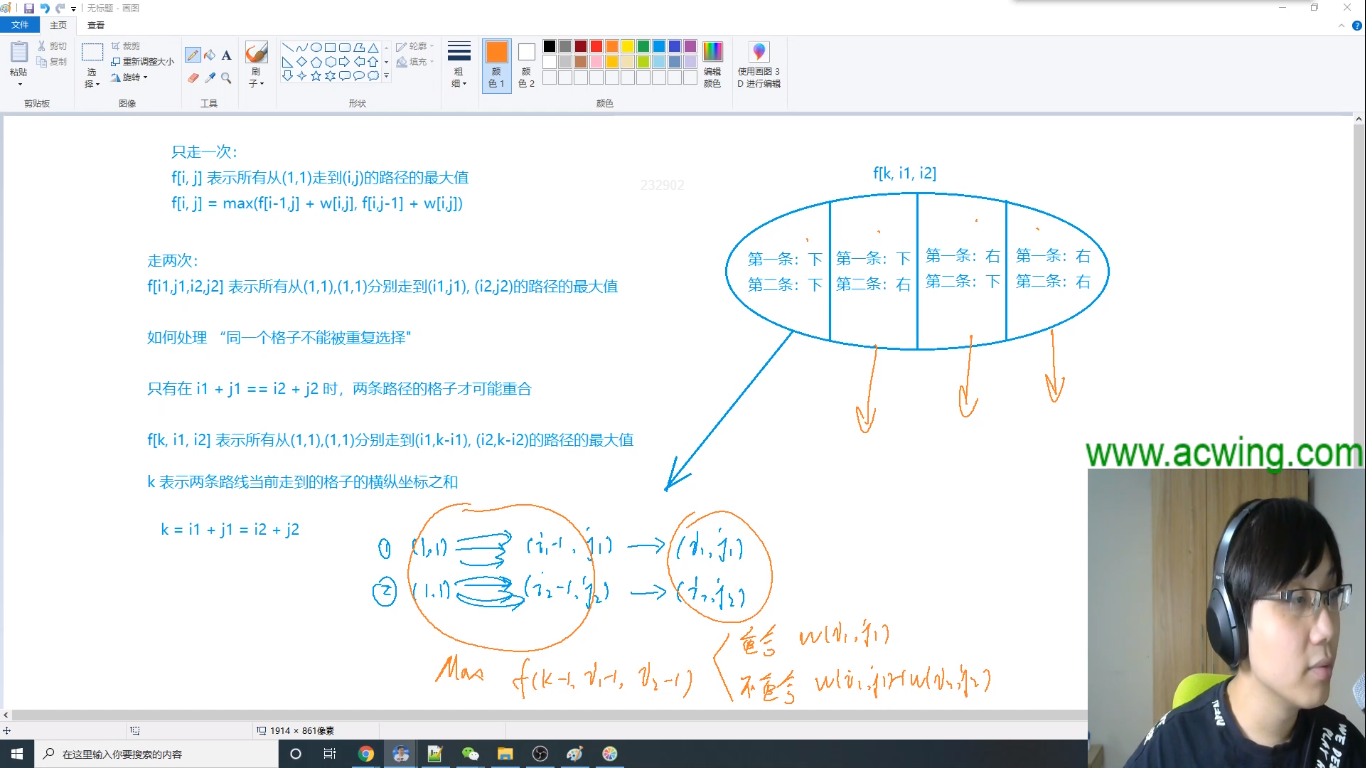 无标题 - 画图
文件 主页 查看
粘贴 剪切 复制
选择 裁剪 重新调整大小 旋转
刷子
轮廓 填充
粗细
颜色 1 颜色 2
编辑颜色
使用画图 3D 进行编辑
剪贴板 图像 工具 形状 颜色
只走一次:
f[i, j] 表示所有从(1,1)走到(i,j)的路径的最大值
f[i, j] = max(f[i-1,j] + w[i,j], f[i,j-1] + w[i,j])
232902
走两次:
f[i1,j1,i2,j2] 表示所有从(1,1),(1,1)分别走到(i1,j1), (i2,j2)的路径的最大值
如何处理 “同一个格子不能被重复选择"
只有在 i1 + j1 == i2 + j2 时，两条路径的格子才可能重合
f[k, i1, i2] 表示所有从(1,1),(1,1)分别走到(i1,k-i1), (i2,k-i2)的路径的最大值
k 表示两条路线当前走到的格子的横纵坐标之和
k = i1 + j1 = i2 + j2
f[k, i1, i2]
第一条: 下 第一条: 下 第一条: 右 第一条: 右
第二条: 下 第二条: 右 第二条: 下 第二条: 右
① (1,1) (i1-1, j1) → (i1, j1)
② (1,1) (i2-1, j2) → (i2, j2)
Max f(k-1, i1-1, i2-1)
重合 w(i1, j1)
不重合 w(i1, j1)+w(i2, j2)
www.acwing.com
1914 × 861像素
在这里输入你要搜索的内容